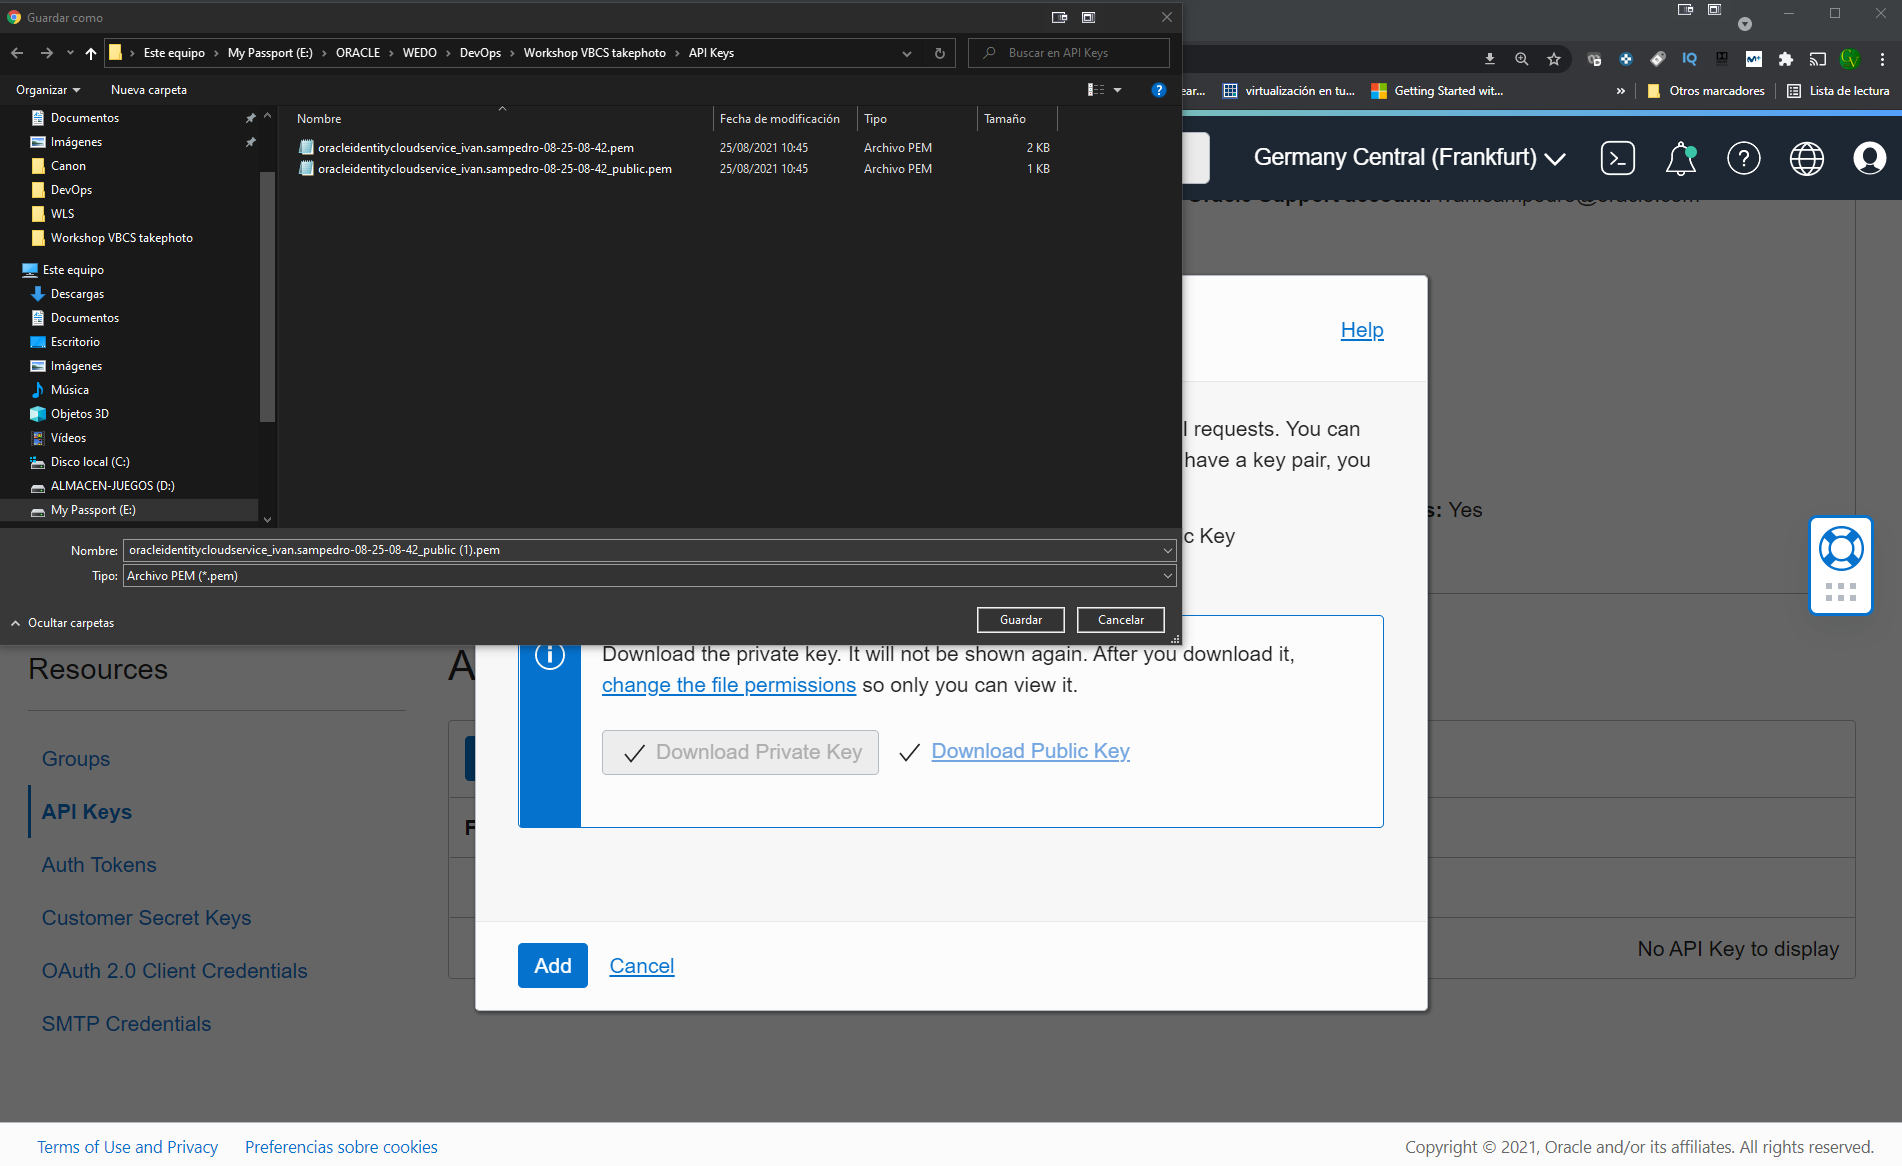 Guardar como
Este equipo › My Passport (E:) › ORACLE › WEDO › DevOps › Workshop VBCS takephoto › API Keys
Buscar en API Keys
Organizar
Nueva carpeta
Documentos
Imágenes
Canon
DevOps
WLS
Workshop VBCS takephoto
Este equipo
Descargas
Documentos
Escritorio
Imágenes
Música
Objetos 3D
Vídeos
Disco local (C:)
ALMACEN-JUEGOS (D:)
My Passport (E:)
Nombre Fecha de modificación Tipo Tamaño
oracleidentitycloudservice_ivan.sampedro-08-25-08-42.pem 25/08/2021 10:45 Archivo PEM 2 KB
oracleidentitycloudservice_ivan.sampedro-08-25-08-42_public.pem 25/08/2021 10:45 Archivo PEM 1 KB
Nombre: oracleidentitycloudservice_ivan.sampedro-08-25-08-42_public (1).pem
Tipo: Archivo PEM (*.pem)
Ocultar carpetas
Guardar
Cancelar
IQ
ear...
virtualización en tu...
Getting Started wit...
»
Otros marcadores
Lista de lectura
Germany Central (Frankfurt)
Help
l requests. You can
have a key pair, you
s: Yes
c Key
Download the private key. It will not be shown again. After you download it,
change the file permissions so only you can view it.
Download Private Key
Download Public Key
Add
Cancel
Resources
Groups
API Keys
Auth Tokens
Customer Secret Keys
OAuth 2.0 Client Credentials
SMTP Credentials
A
F
No API Key to display
Terms of Use and Privacy
Preferencias sobre cookies
Copyright © 2021, Oracle and/or its affiliates. All rights reserved.